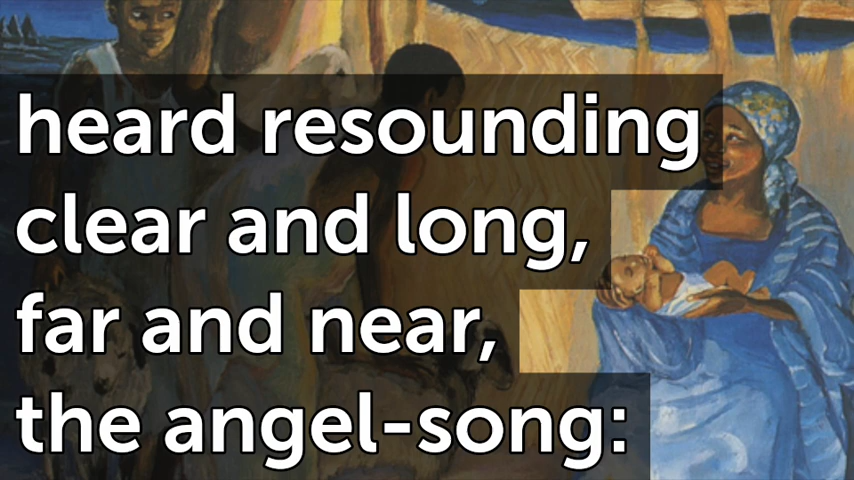 heard resounding
clear and long,
far and near,
the angel-song: